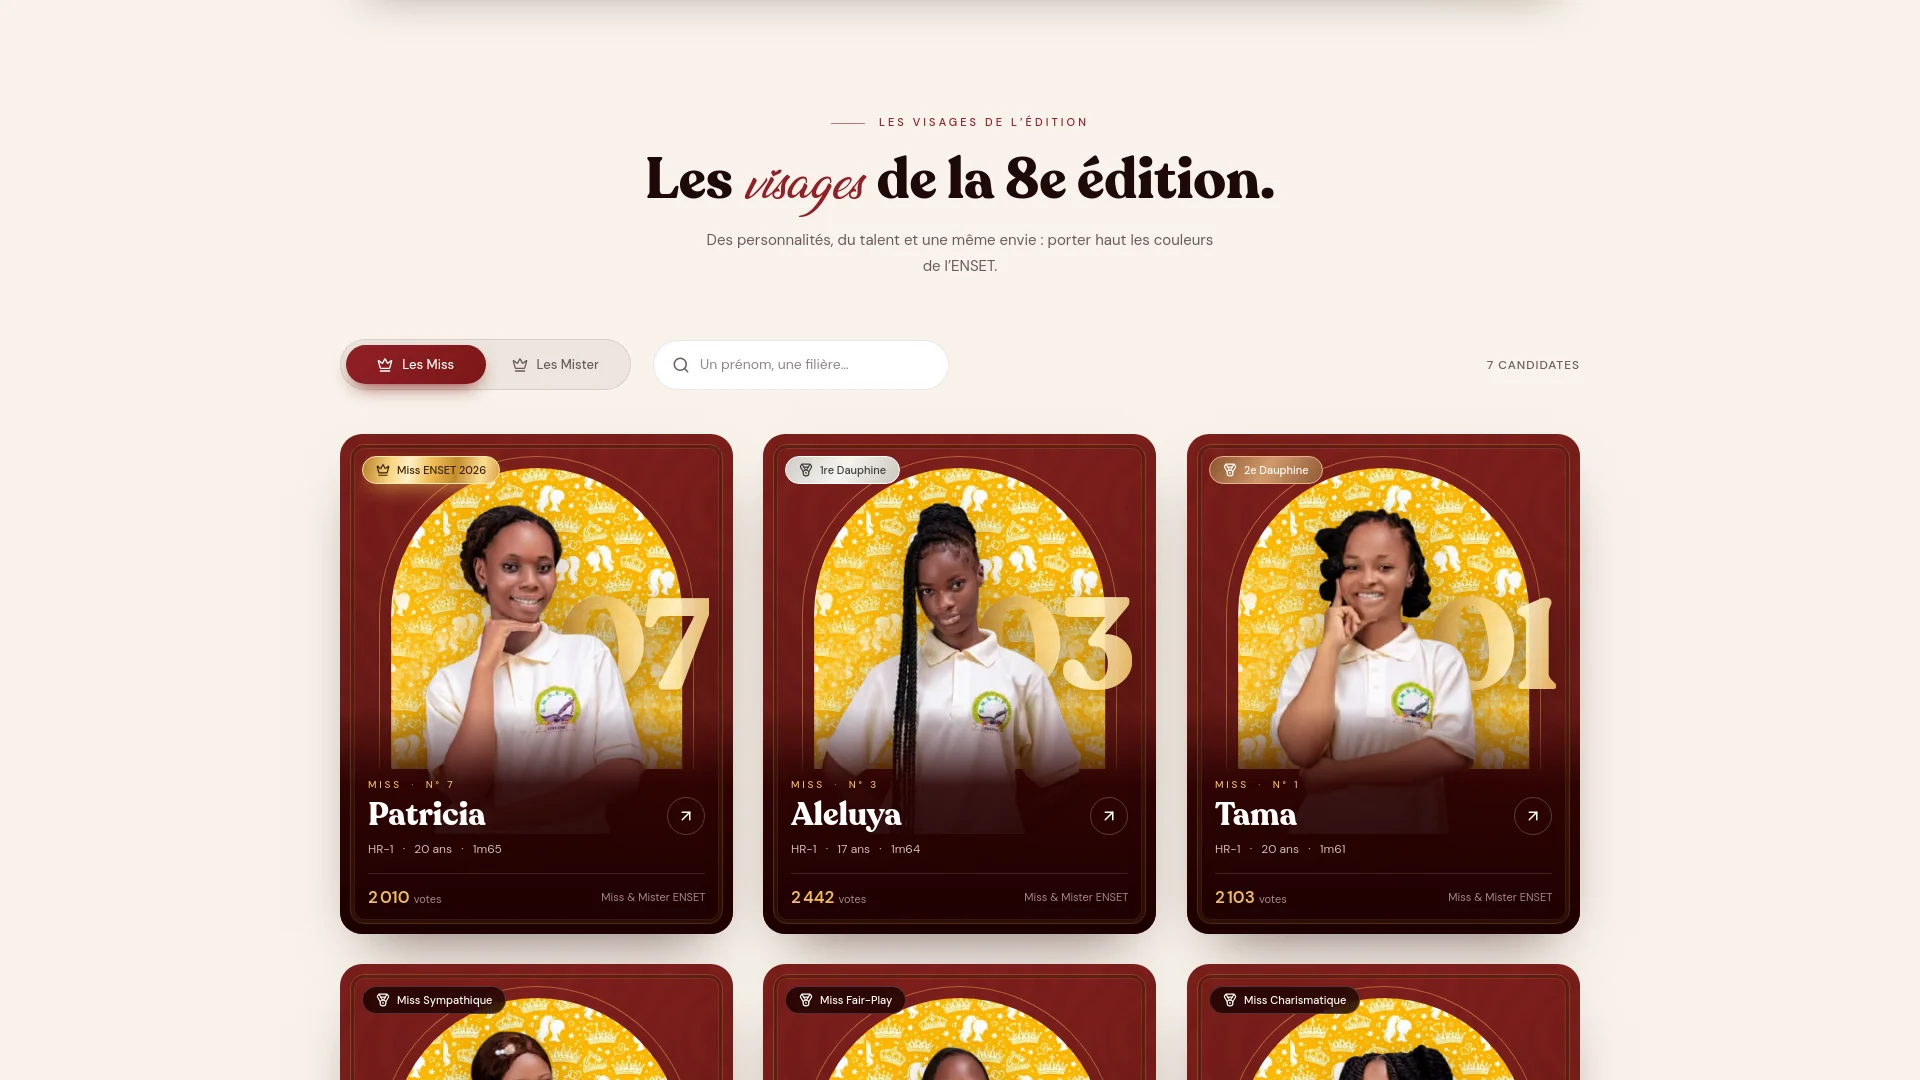 LES VISAGES DE L'ÉDITION
Les visages de la 8e édition.
Des personnalités, du talent et une même envie : porter haut les couleurs
de l'ENSET.
Les Miss
Les Mister
Un prénom, une filière...
7 CANDIDATES
Miss ENSET 2026
07
MISS · N° 7
Patricia
HR-1 · 20 ans · 1m65
2 010 votes
Miss & Mister ENSET
1re Dauphine
03
MISS · N° 3
Aleluya
HR-1 · 17 ans · 1m64
2 442 votes
Miss & Mister ENSET
2e Dauphine
01
MISS · N° 1
Tama
HR-1 · 20 ans · 1m61
2 103 votes
Miss & Mister ENSET
Miss Sympathique
Miss Fair-Play
Miss Charismatique